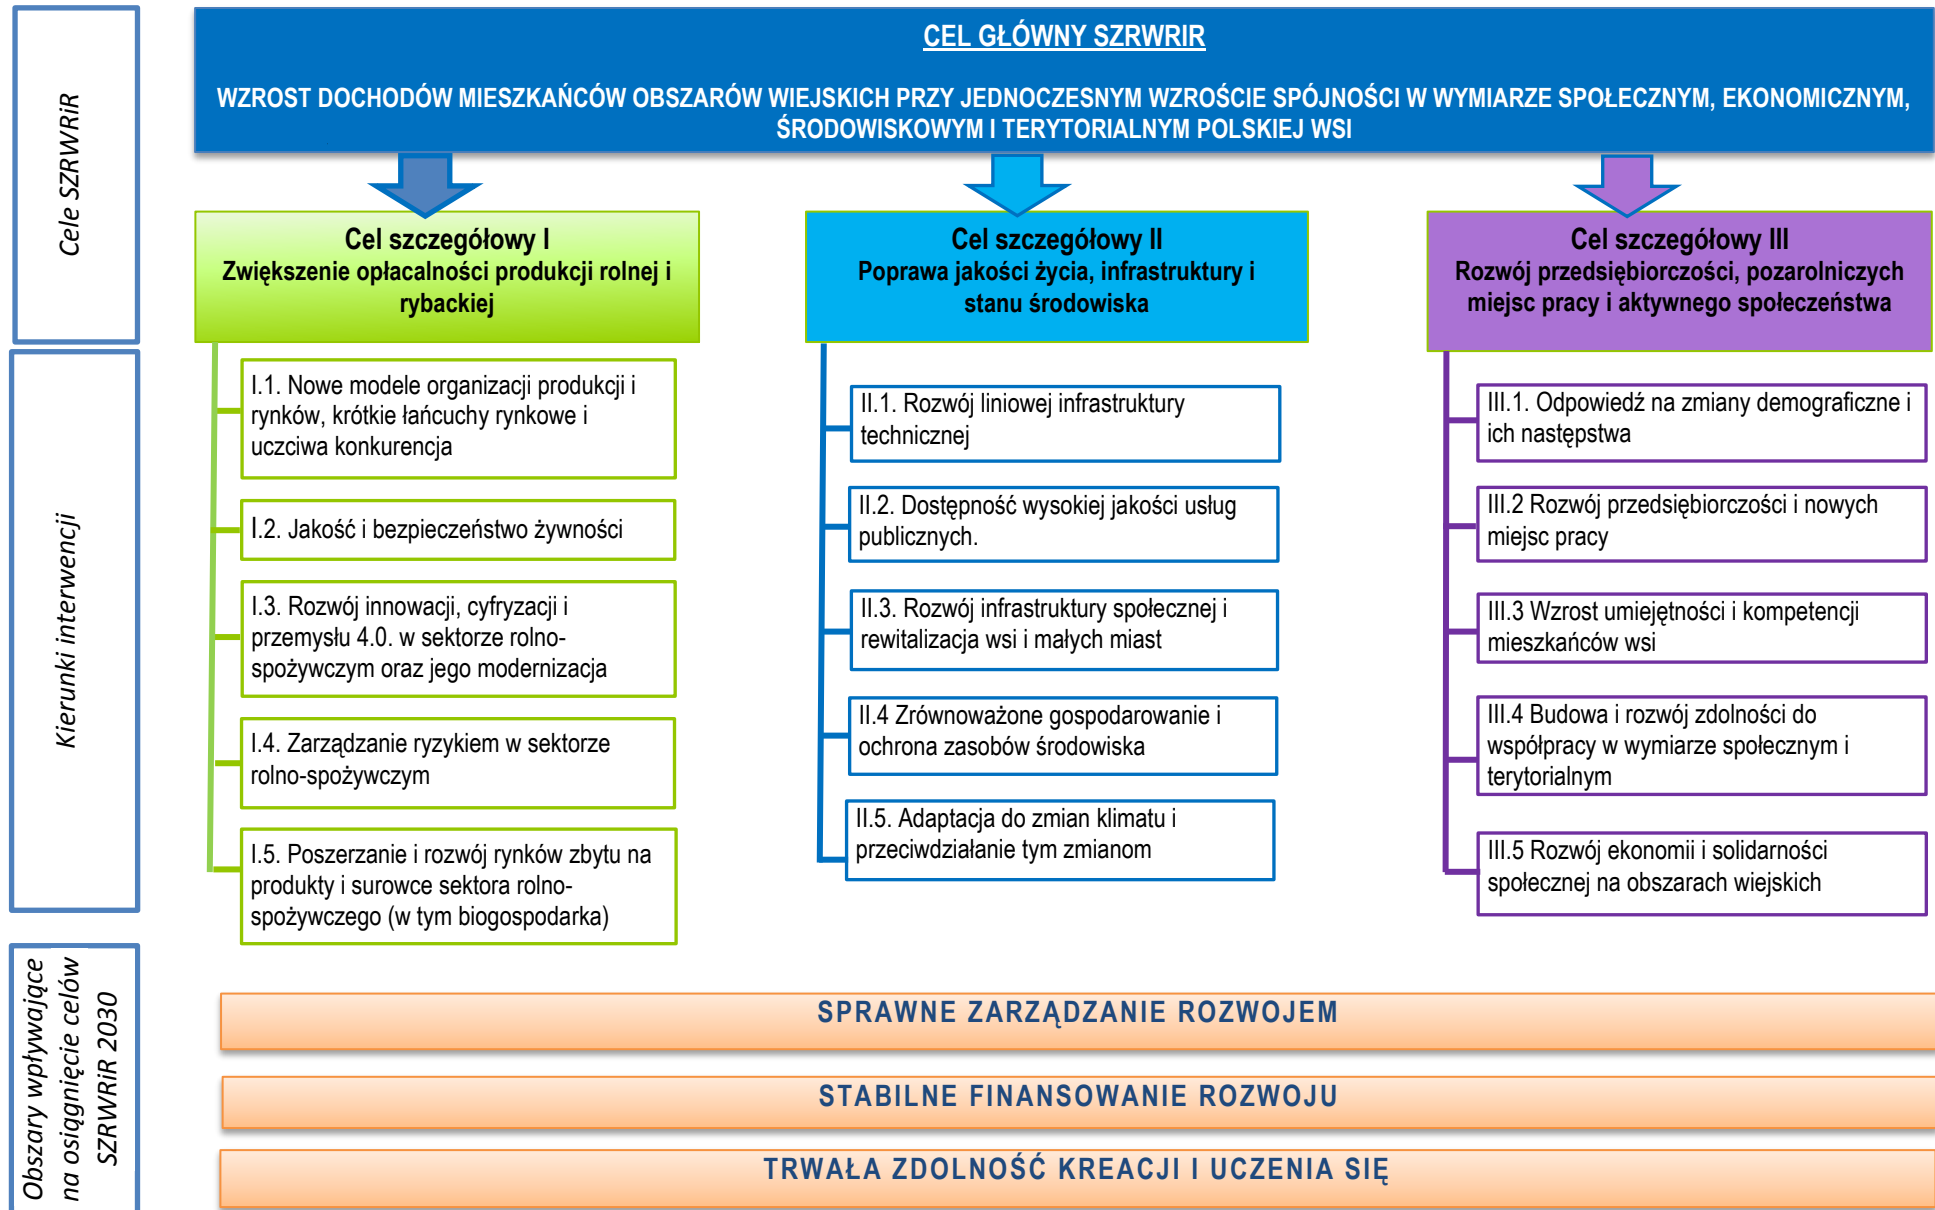 Cele SZRWRiR
CEL GŁÓWNY SZRWRIR
WZROST DOCHODÓW MIESZKAŃCÓW OBSZARÓW WIEJSKICH PRZY JEDNOCZESNYM WZROŚCIE SPÓJNOŚCI W WYMIARZE SPOŁECZNYM, EKONOMICZNYM,
ŚRODOWISKOWYM I TERYTORIALNYM POLSKIEJ WSI
Cel szczegółowy I
Zwiększenie opłacalności produkcji rolnej i
rybackiej
Cel szczegółowy II
Poprawa jakości życia, infrastruktury i
stanu środowiska
Cel szczegółowy III
Rozwój przedsiębiorczości, pozarolniczych
miejsc pracy i aktywnego społeczeństwa
Kierunki interwencji
I.1. Nowe modele organizacji produkcji i
rynków, krótkie łańcuchy rynkowe i
uczciwa konkurencja
I.2. Jakość i bezpieczeństwo żywności
I.3. Rozwój innowacji, cyfryzacji i
przemysłu 4.0. w sektorze rolno-
spożywczym oraz jego modernizacja
I.4. Zarządzanie ryzykiem w sektorze
rolno-spożywczym
I.5. Poszerzanie i rozwój rynków zbytu na
produkty i surowce sektora rolno-
spożywczego (w tym biogospodarka)
II.1. Rozwój liniowej infrastruktury
technicznej
II.2. Dostępność wysokiej jakości usług
publicznych.
II.3. Rozwój infrastruktury społecznej i
rewitalizacja wsi i małych miast
II.4 Zrównoważone gospodarowanie i
ochrona zasobów środowiska
II.5. Adaptacja do zmian klimatu i
przeciwdziałanie tym zmianom
III.1. Odpowiedź na zmiany demograficzne i
ich następstwa
III.2 Rozwój przedsiębiorczości i nowych
miejsc pracy
III.3 Wzrost umiejętności i kompetencji
mieszkańców wsi
III.4 Budowa i rozwój zdolności do
współpracy w wymiarze społecznym i
terytorialnym
III.5 Rozwój ekonomii i solidarności
społecznej na obszarach wiejskich
Obszary wpływające
na osiągnięcie celów
SZRWRiR 2030
SPRAWNE ZARZĄDZANIE ROZWOJEM
STABILNE FINANSOWANIE ROZWOJU
TRWAŁA ZDOLNOŚĆ KREACJI I UCZENIA SIĘ